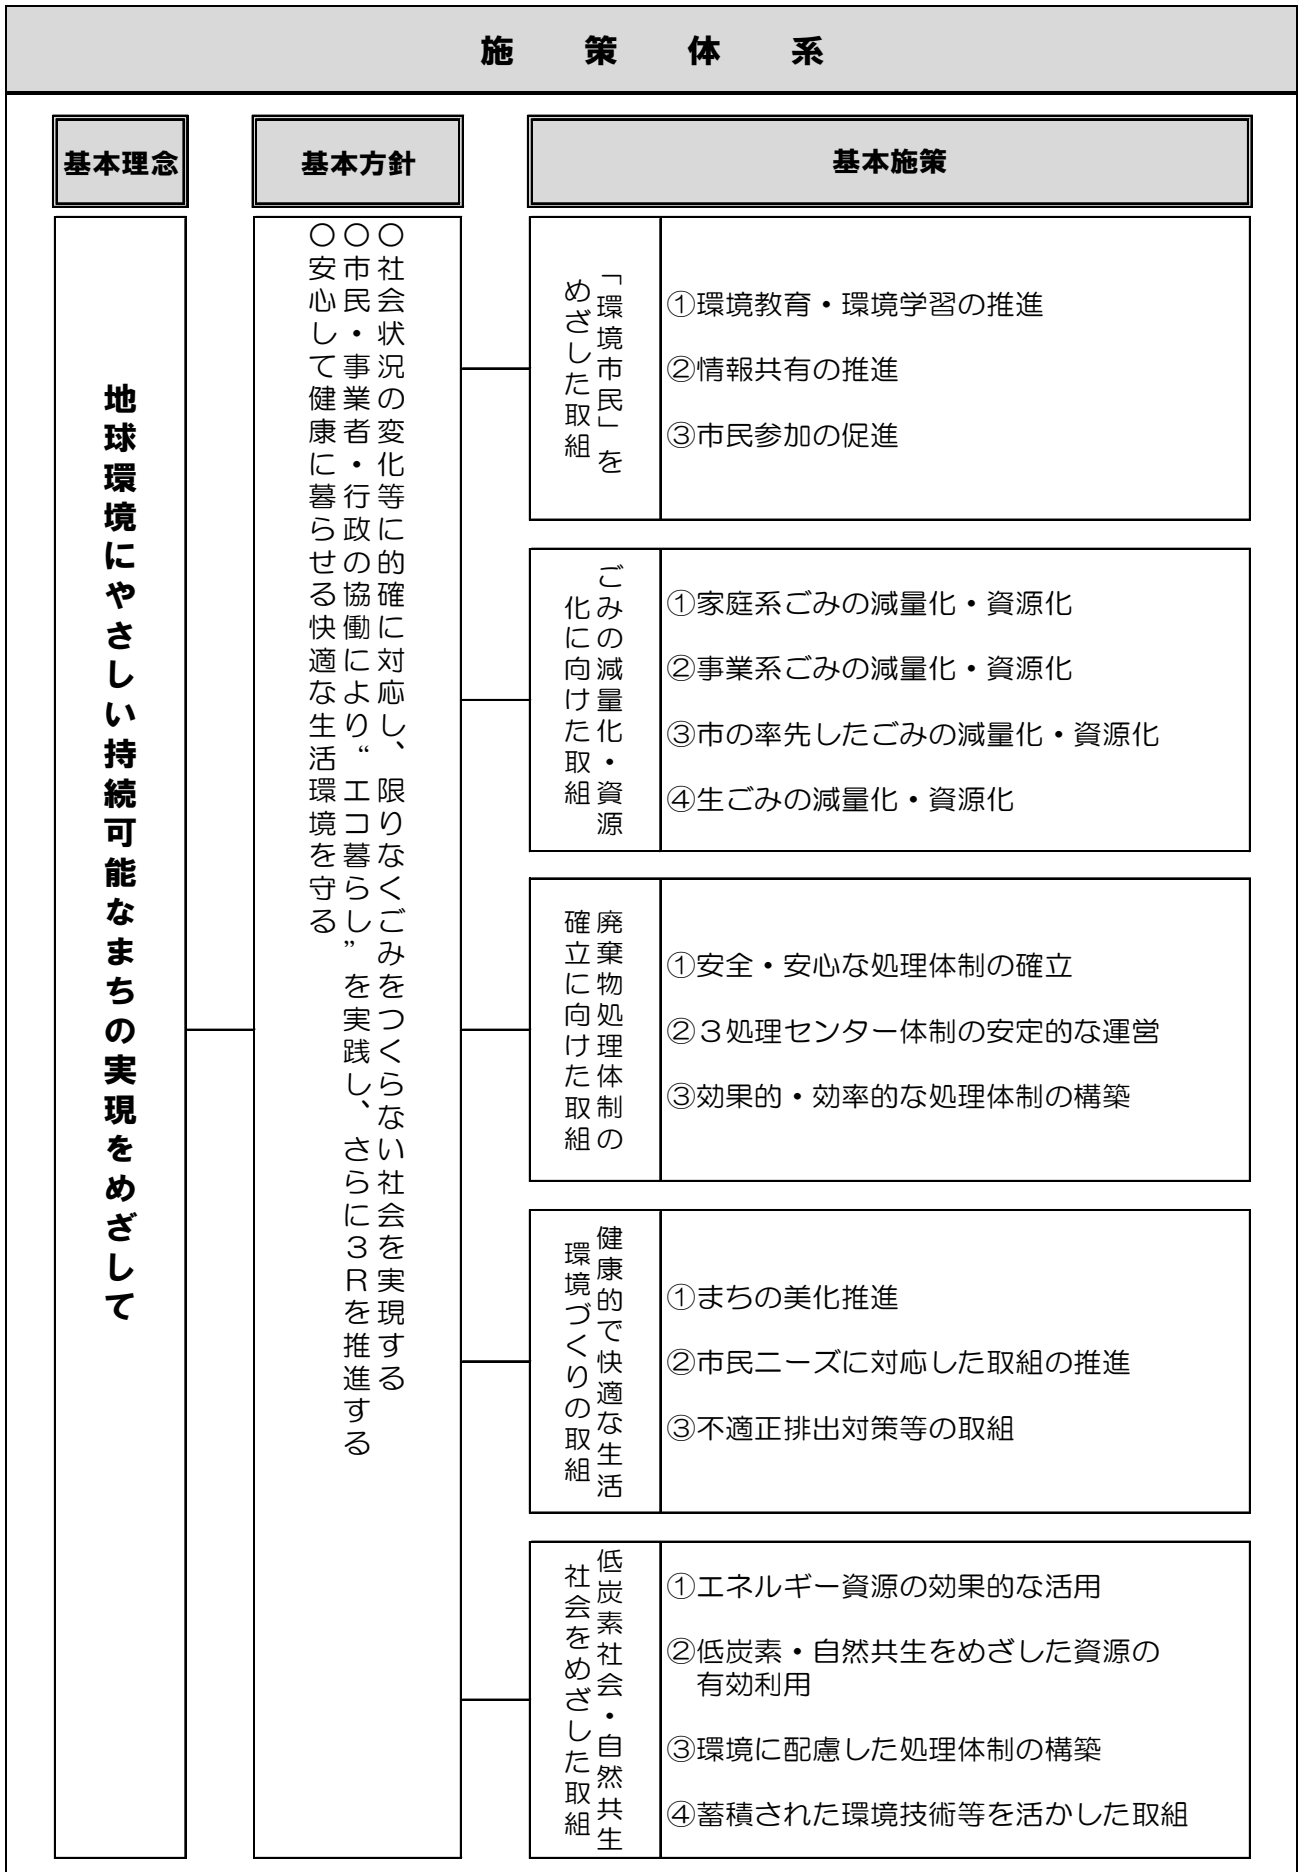 施策体系
基本理念
基本方針
基本施策
地球環境にやさしい持続可能なまちの実現をめざして
〇社会状況の変化等に的確に対応し、限りなくごみをつくらない社会を実現する
〇市民・事業者・行政の協働により“エコ暮らし”を実践し、さらに３Ｒを推進する
〇安心して健康に暮らせる快適な生活環境を守る
「環境市民」を
めざした取組
①環境教育・環境学習の推進
②情報共有の推進
③市民参加の促進
ごみの減量化・資源
化に向けた取組
①家庭系ごみの減量化・資源化
②事業系ごみの減量化・資源化
③市の率先したごみの減量化・資源化
④生ごみの減量化・資源化
廃棄物処理体制の
確立に向けた取組
①安全・安心な処理体制の確立
②３処理センター体制の安定的な運営
③効果的・効率的な処理体制の構築
健康的で快適な生活
環境づくりの取組
①まちの美化推進
②市民ニーズに対応した取組の推進
③不適正排出対策等の取組
低炭素社会・自然共生
社会をめざした取組
①エネルギー資源の効果的な活用
②低炭素・自然共生をめざした資源の
有効利用
③環境に配慮した処理体制の構築
④蓄積された環境技術等を活かした取組